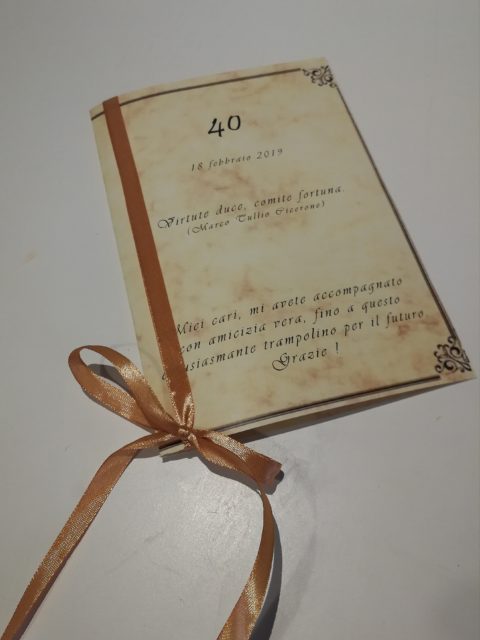 40
18 febbraio 2019
Virtute duce, comite fortuna.
(Marco Tullio Cicerone)
Miei cari, mi avete accompagnato
con amicizia vera, fino a questo
trampolino per il futuro
Grazie !